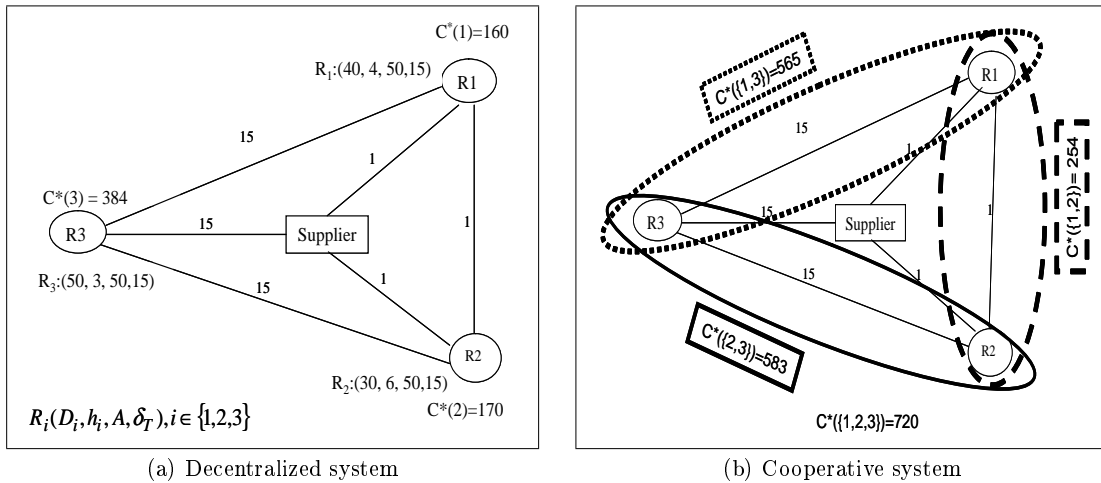 C*(1)=160
R1:(40, 4, 50,15)
R1
15
1
C*(3) = 384
R3
15
Supplier
1
R3:(50, 3, 50,15)
15
1
R2
R2:(30, 6, 50,15)
C*(2)=170
Ri(Di,hi,A,δT),i∈{1,2,3}
(a) Decentralized system
C*({1,3})=565
R1
15
1
C*({1,2})= 254
R3
15
Supplier
1
15
1
R2
C*({2,3})=583
C*({1,2,3})=720
(b) Cooperative system